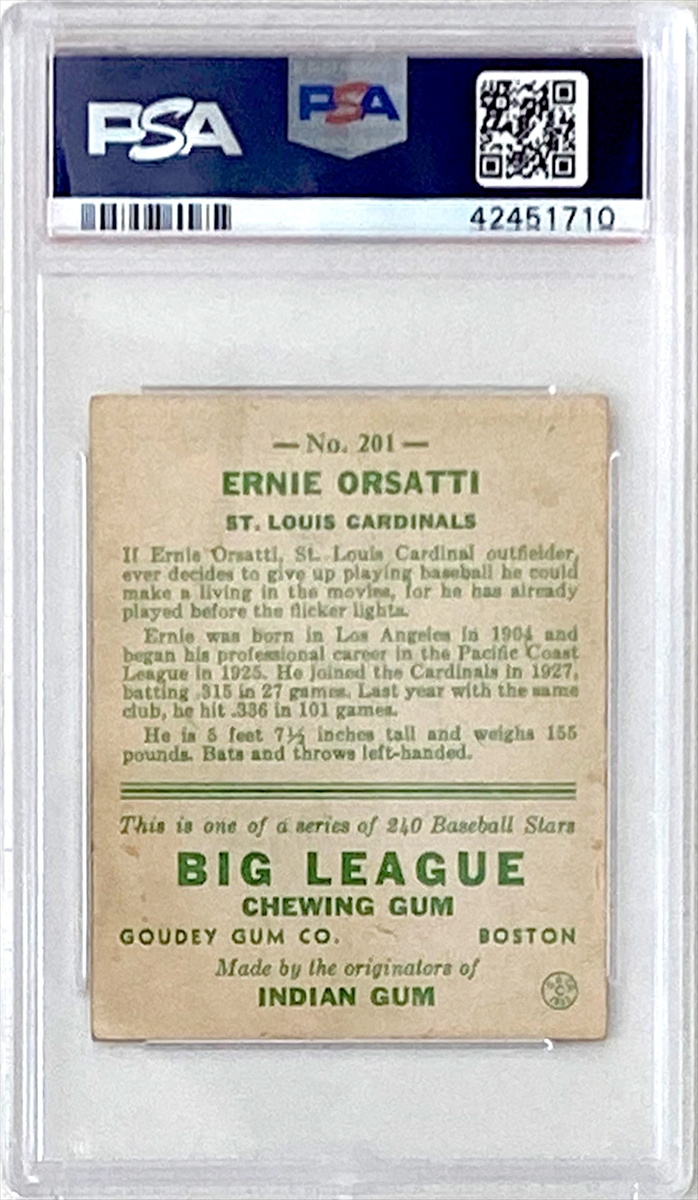 PSA
PSA
42451710
— No. 201 —
ERNIE ORSATTI
ST. LOUIS CARDINALS
If Ernie Orsatti, St. Louis Cardinal outfielder,
ever decides to give up playing baseball he could
make a living in the movies, for he has already
played before the flicker lights.
Ernie was born in Los Angeles in 1904 and
began his professional career in the Pacific Coast
League in 1925. He joined the Cardinals in 1927,
batting .315 in 27 games. Last year with the same
club, he hit .336 in 101 games.
He is 5 feet 7½ inches tall and weighs 155
pounds. Bats and throws left-handed.
This is one of a series of 240 Baseball Stars
BIG LEAGUE
CHEWING GUM
GOUDEY GUM CO. BOSTON
Made by the originators of
INDIAN GUM